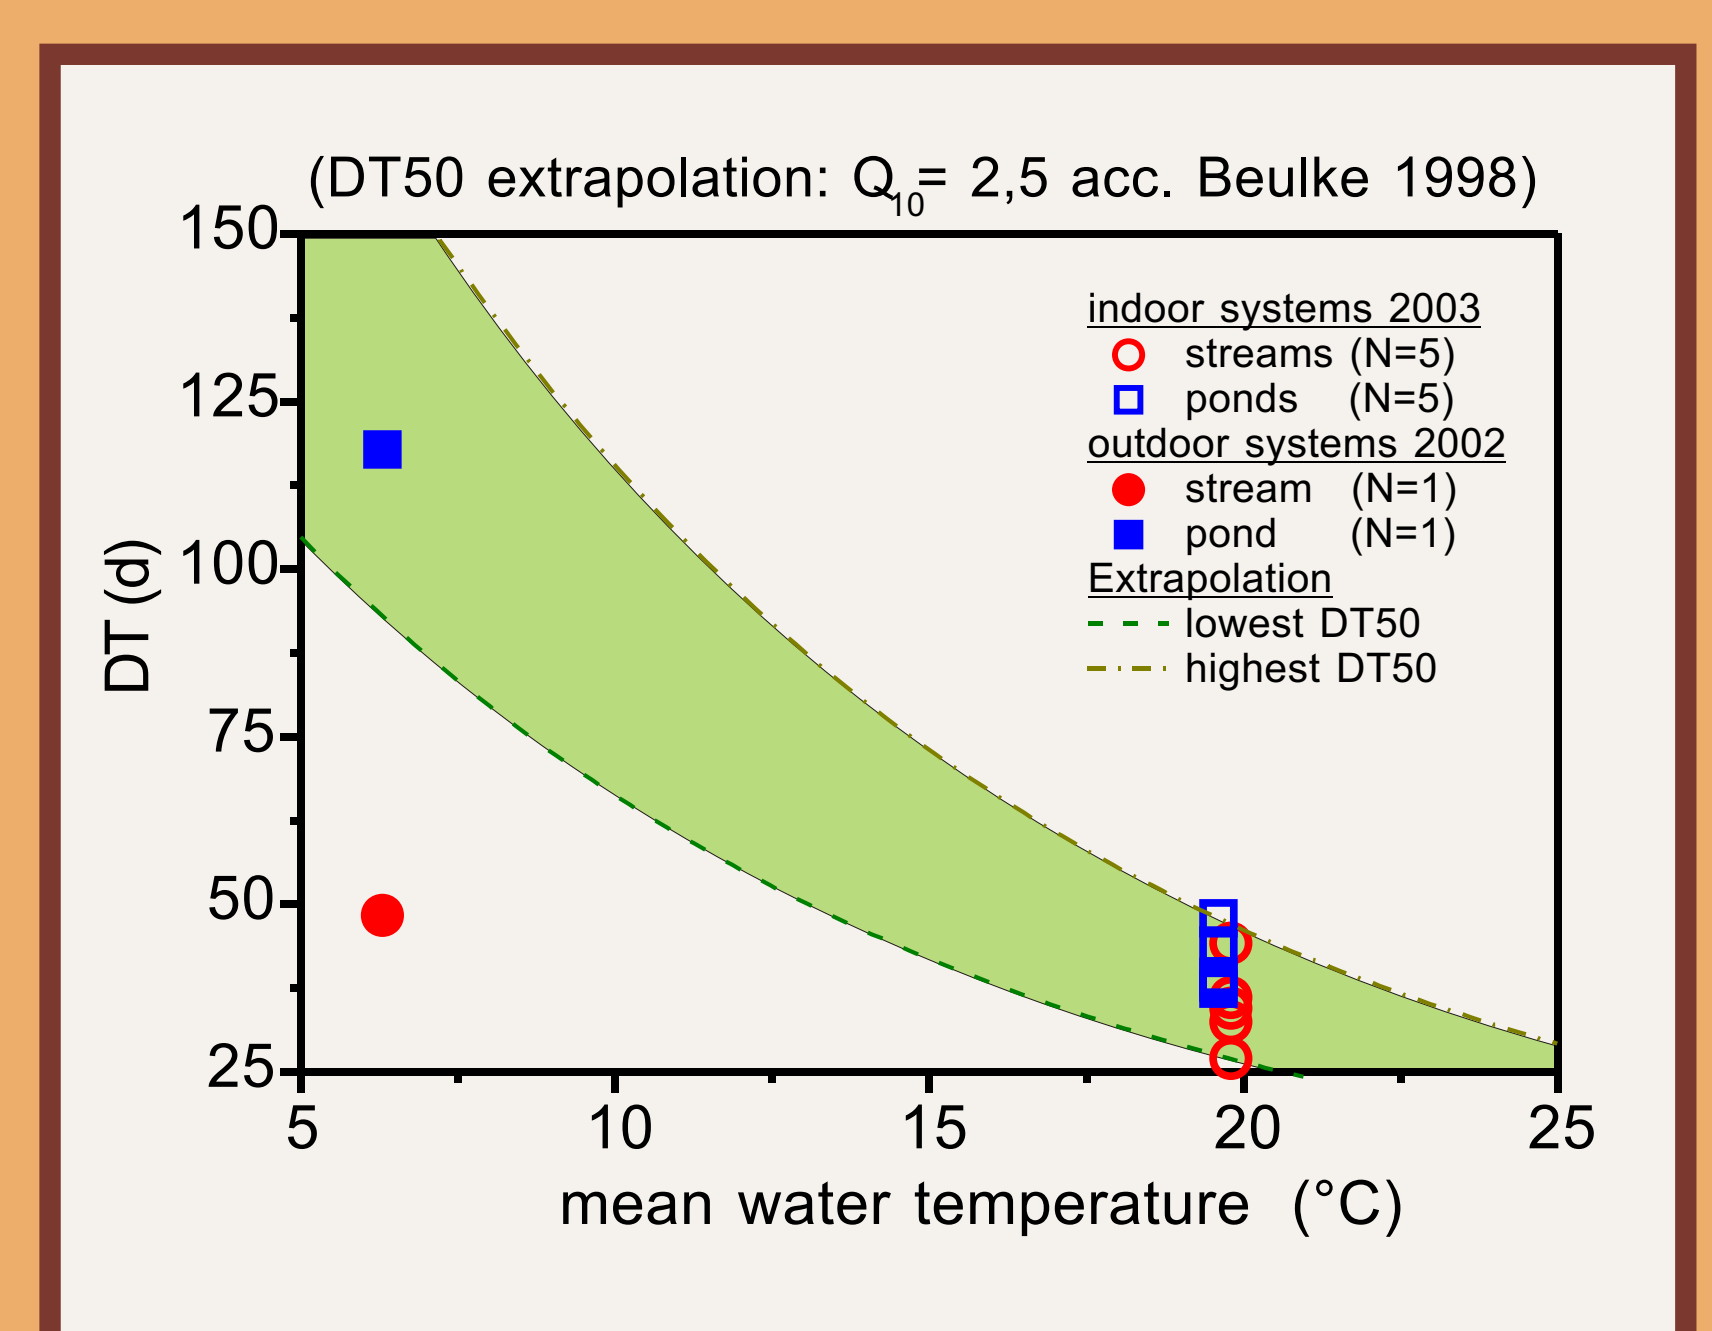 (DT50 extrapolation: Q10= 2,5 acc. Beulke 1998)
150
125
100
75
50
25
DT (d)
indoor systems 2003
streams (N=5)
ponds (N=5)
outdoor systems 2002
stream (N=1)
pond (N=1)
Extrapolation
lowest DT50
highest DT50
5 10 15 20 25
mean water temperature (°C)